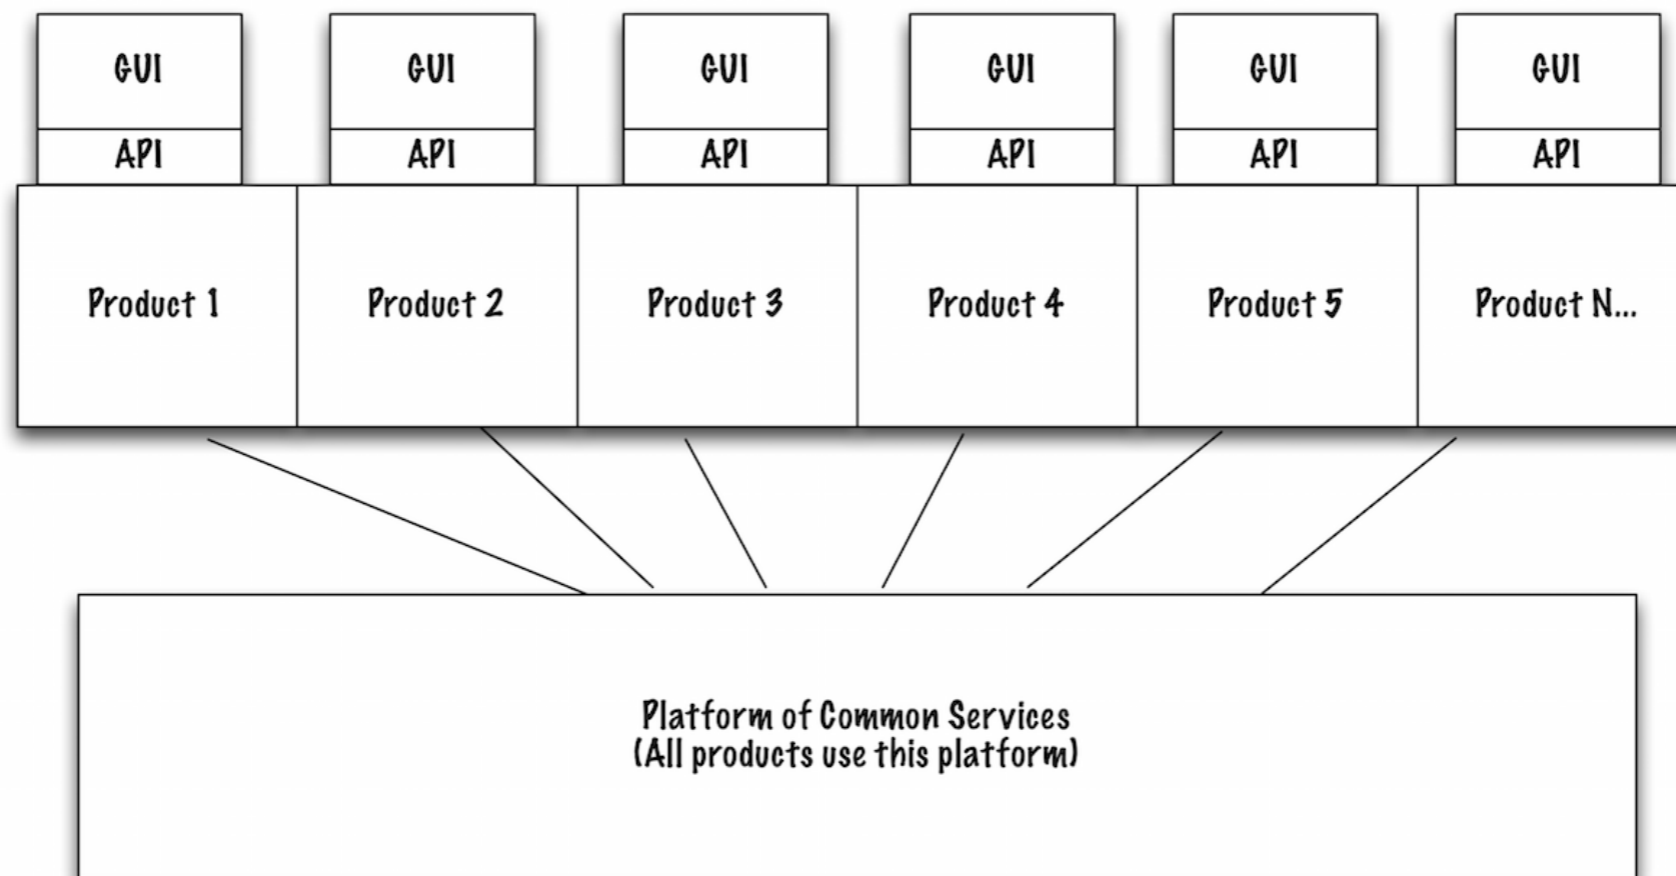 GUI
GUI
GUI
GUI
GUI
GUI
API
API
API
API
API
API
Product 1
Product 2
Product 3
Product 4
Product 5
Product N...
Platform of Common Services
(All products use this platform)